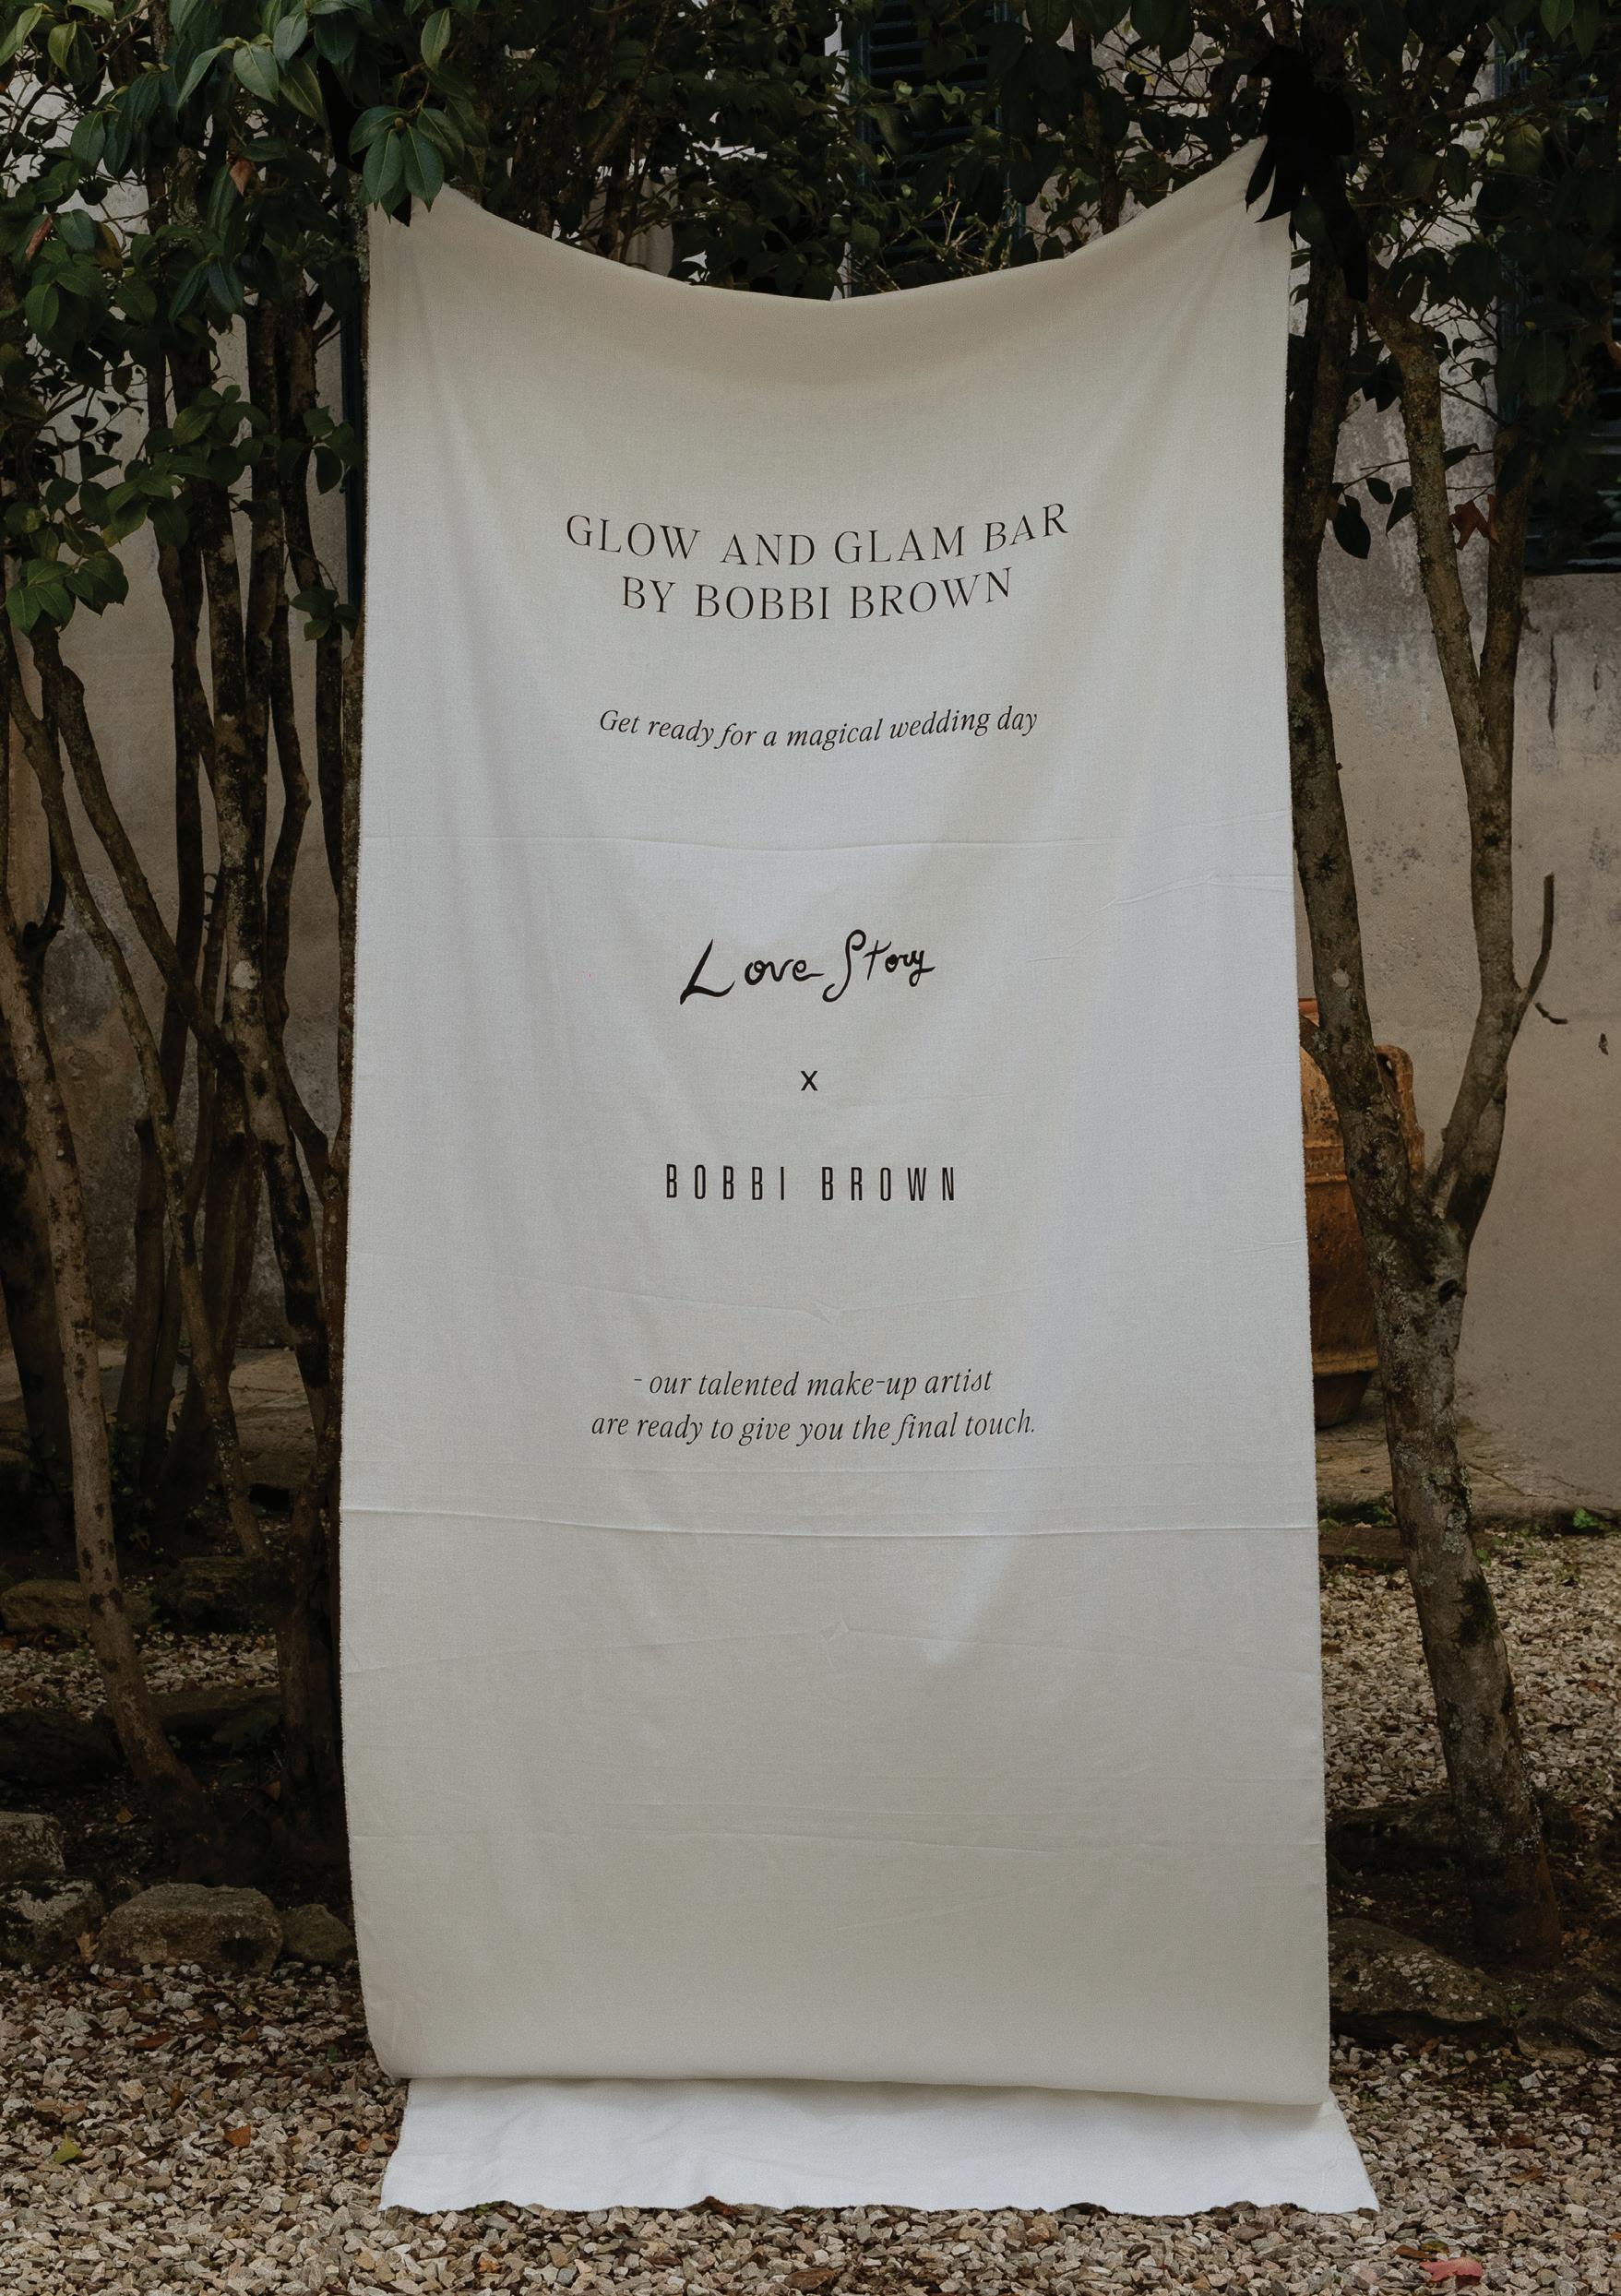 GLOW AND GLAM BAR
BY BOBBI BROWN
Get ready for a magical wedding day
Love Story
x
BOBBI BROWN
- our talented make-up artist
are ready to give you the final touch.